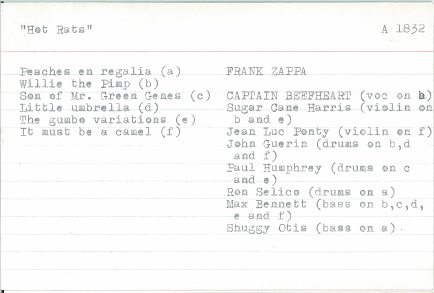 "Hot Rats"
A 1832
Peaches en regalia (a)
Willie the Pimp (b)
Son of Mr. Green Genes (c)
Little umbrella (d)
The gumbo variations (e)
It must be a camel (f)
FRANK ZAPPA
CAPTAIN BEEFHEART (voc on b)
Sugar Cane Harris (violin on
b and e)
Jean Luc Ponty (violin on f)
John Guerin (drums on b,d
and f)
Paul Humphrey (drums on c
and e)
Ron Selico (drums on a)
Max Bennett (bass on b,c,d,
e and f)
Shuggy Otis (bass on a)